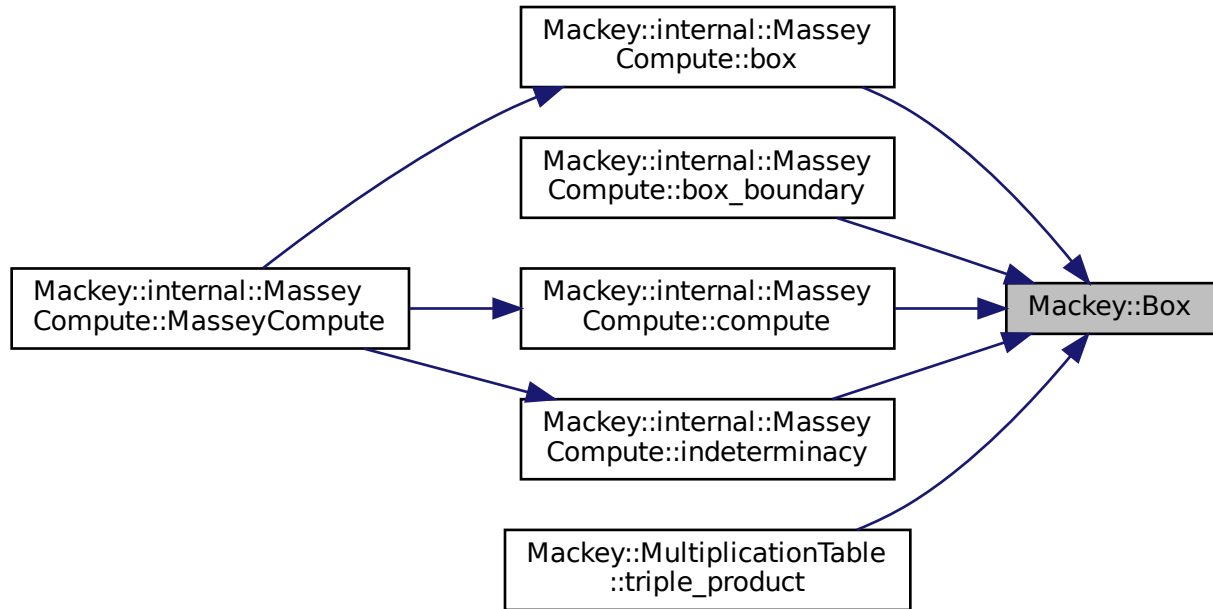 Mackey::internal::Massey
Compute::box
Mackey::internal::Massey
Compute::box_boundary
Mackey::internal::Massey
Compute::MasseyCompute
Mackey::internal::Massey
Compute::compute
Mackey::Box
Mackey::internal::Massey
Compute::indeterminacy
Mackey::MultiplicationTable
::triple_product